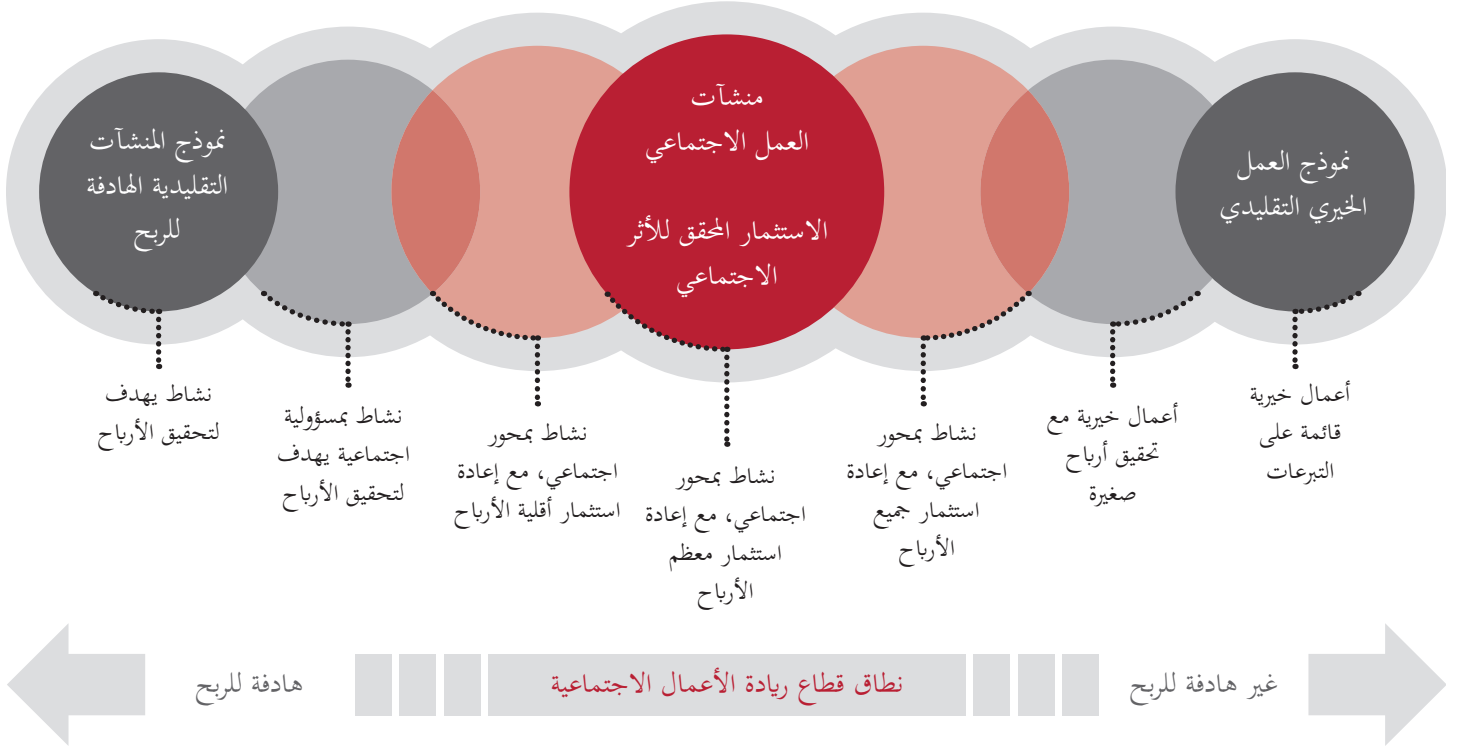 نموذج العمل
الخيري التقليدي
منشآت
العمل الاجتماعي
الاستثمار المحقق للأثر
الاجتماعي
نموذج المنشآت
التقليدية الهادفة
للربح
أعمال خيرية
قائمة على
التبرعات
أعمال خيرية مع
تحقيق أرباح
صغيرة
نشاط بمحور
اجتماعي، مع إعادة
استثمار جميع
الأرباح
نشاط بمحور
اجتماعي، مع إعادة
استثمار معظم
الأرباح
نشاط بمحور
اجتماعي، مع إعادة
استثمار أقلية الأرباح
نشاط بمسؤولية
اجتماعية يهدف
لتحقيق الأرباح
نشاط يهدف
لتحقيق الأرباح
غير هادفة للربح
نطاق قطاع ريادة الأعمال الاجتماعية
هادفة للربح